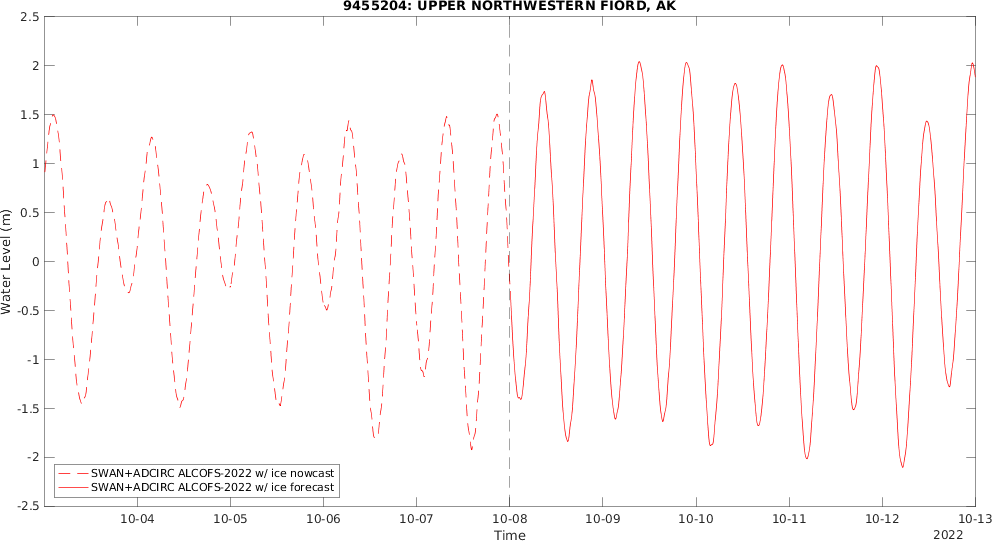 9455204: UPPER NORTHWESTERN FIORD, AK
2.5
2
1.5
1
0.5
0
-0.5
-1
-1.5
-2
-2.5
Water Level (m)
SWAN+ADCIRC ALCOFS-2022 w/ ice nowcast
SWAN+ADCIRC ALCOFS-2022 w/ ice forecast
10-04 10-05 10-06 10-07 10-08 10-09 10-10 10-11 10-12 10-13
Time
2022